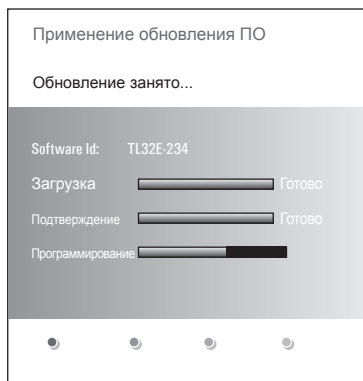 Применение обновления ПО
Обновление занято...
Software Id: TL32E-234
Загрузка Готово
Подтверждение Готово
Программирование